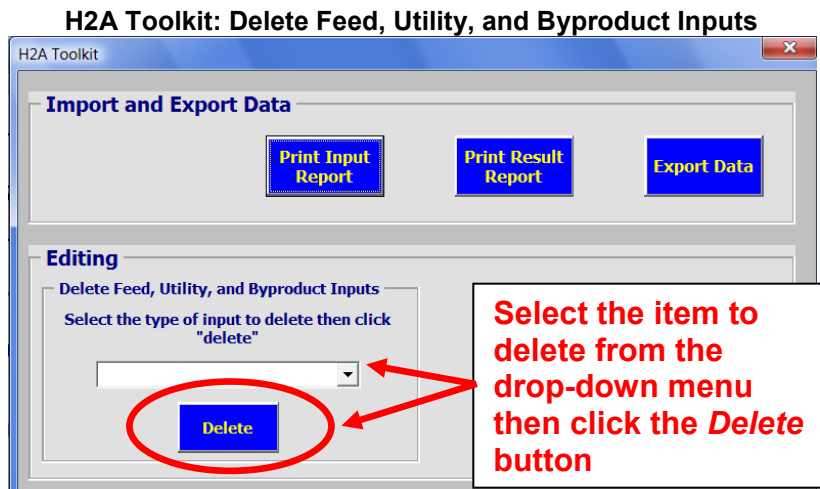 H2A Toolkit: Delete Feed, Utility, and Byproduct Inputs
H2A Toolkit
Import and Export Data
Print Input
Report
Print Result
Report
Export Data
Editing
Delete Feed, Utility, and Byproduct Inputs
Select the type of input to delete then click
"delete"
Delete
Select the item to
delete from the
drop-down menu
then click the Delete
button